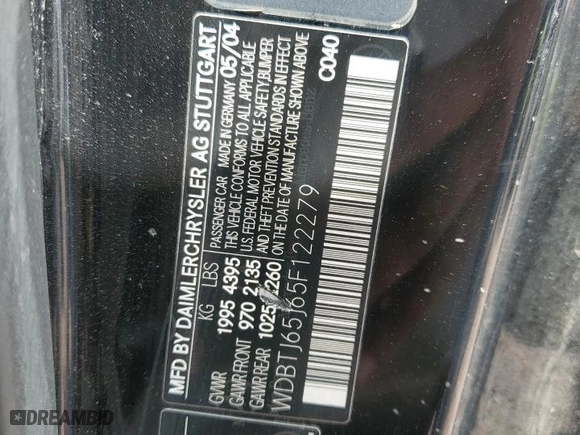 MFD BY DAIMLERCHRYSLER AG STUTTGART
KG LBS PASSENGER CAR MADE IN GERMANY 05/04
GVWR 1995 4395 THIS VEHICLE CONFORMS TO ALL APPLICABLE
GAWR FRONT 970 2135 U.S. FEDERAL MOTOR VEHICLE SAFETY, BUMPER
GAWR REAR 1025 2260 AND THEFT PREVENTION STANDARDS IN EFFECT
ON THE DATE OF MANUFACTURE SHOWN ABOVE
WDBTJ65J65F122279 C040
DREAMBID